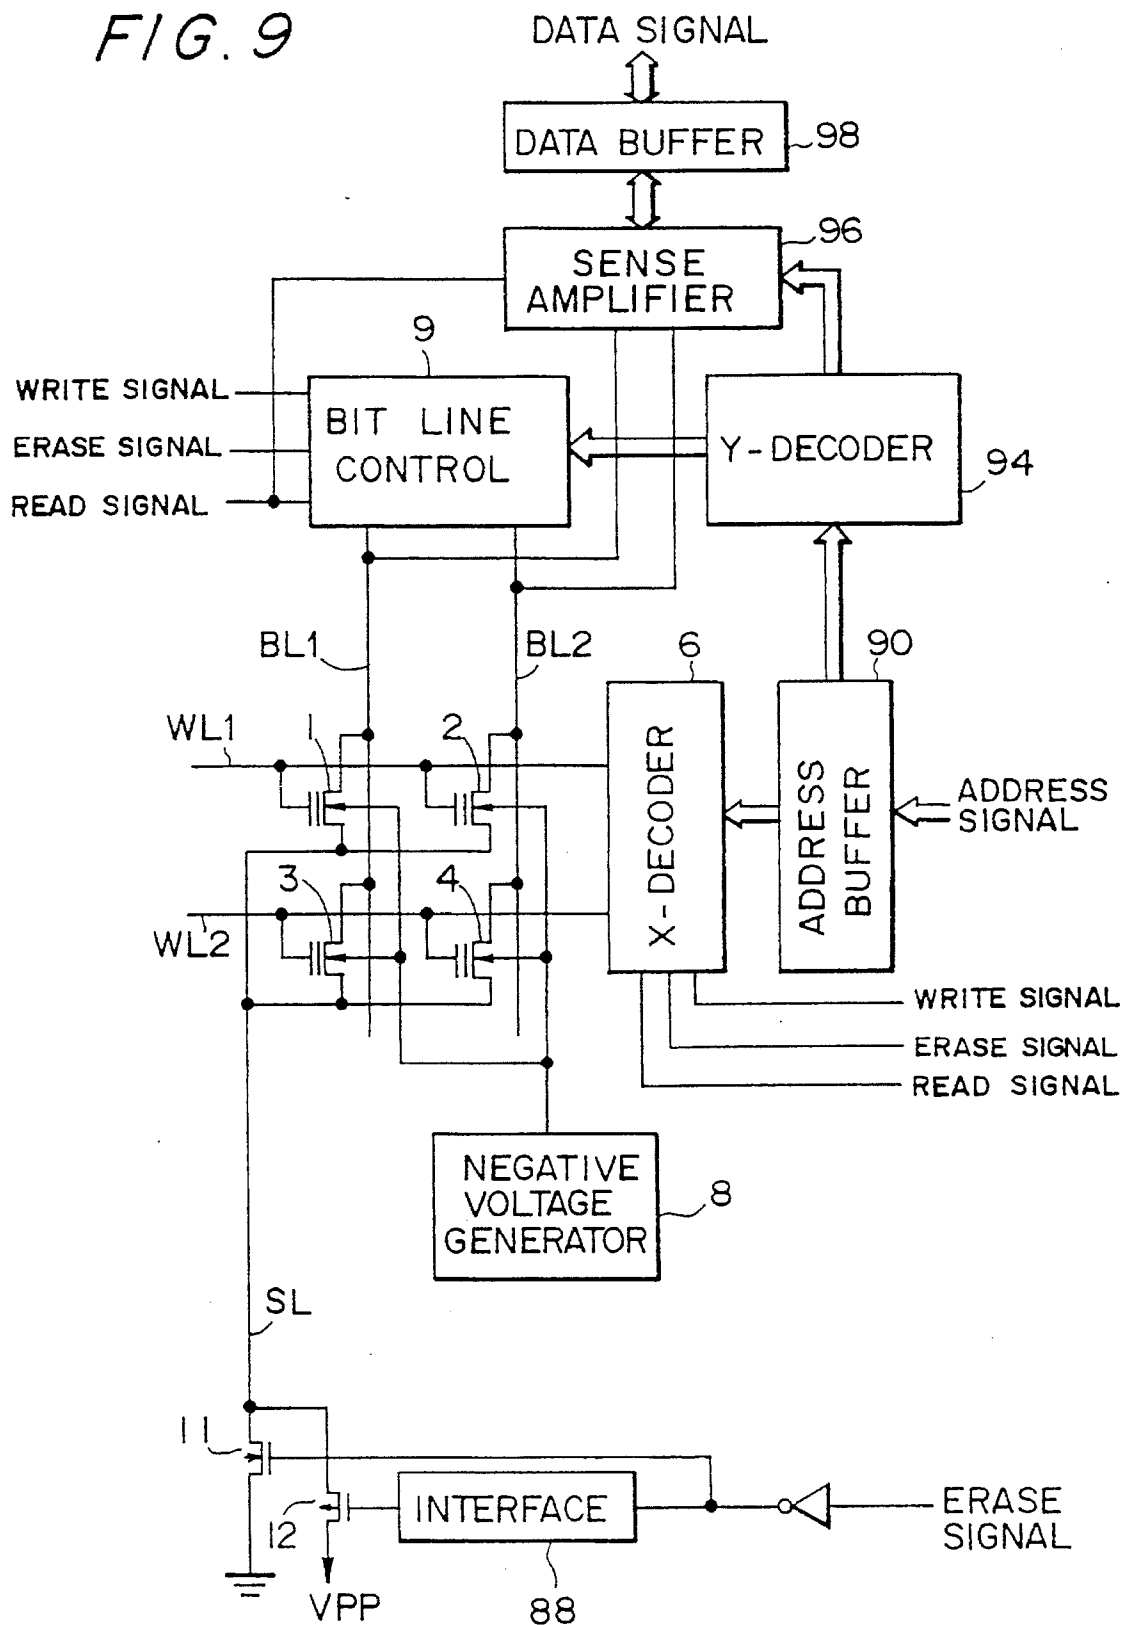 FIG. 9
DATA SIGNAL
DATA BUFFER
98
SENSE
AMPLIFIER
96
9
WRITE SIGNAL
ERASE SIGNAL
READ SIGNAL
BIT LINE
CONTROL
Y-DECODER
94
BL1
BL2
6
90
WL1
1
2
X-DECODER
ADDRESS
BUFFER
ADDRESS
SIGNAL
3
4
WL2
WRITE SIGNAL
ERASE SIGNAL
READ SIGNAL
NEGATIVE
VOLTAGE
GENERATOR
8
SL
11
12
INTERFACE
88
VPP
ERASE
SIGNAL